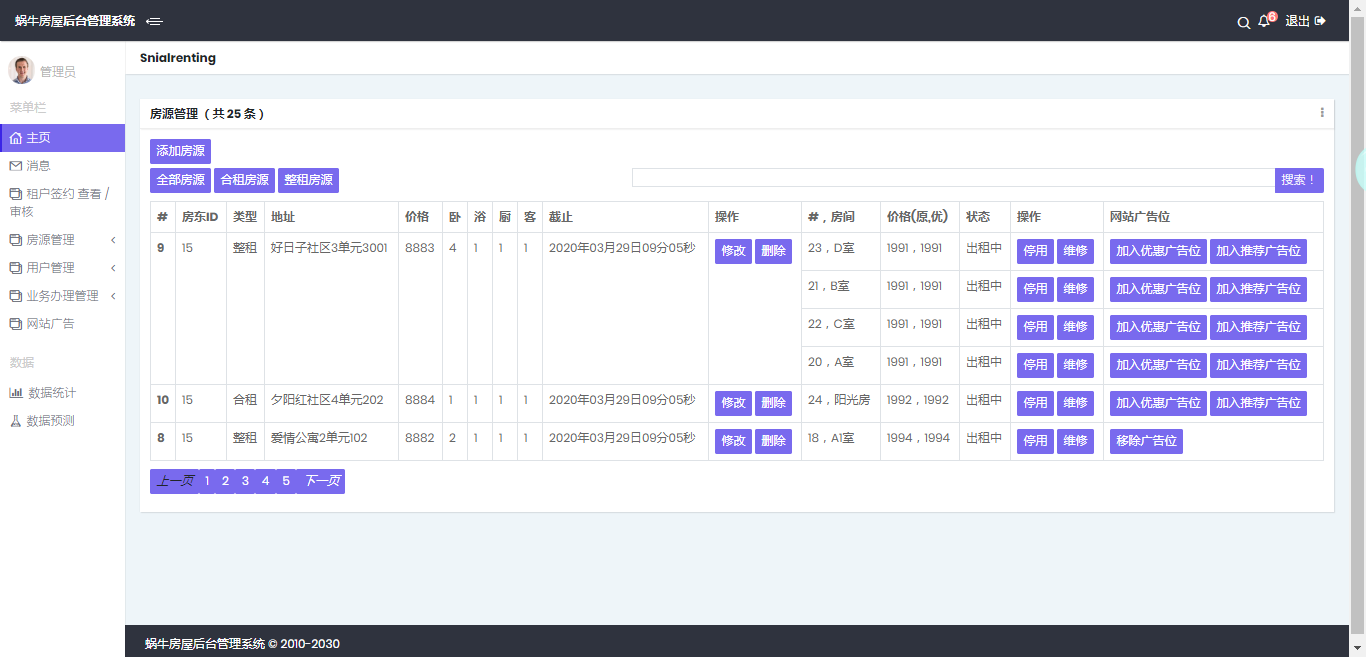 蜗牛房屋后台管理系统
6
退出
管理员
菜单栏
主页
消息
租户签约 查看 /
审核
房源管理
用户管理
业务办理管理
网站广告
数据
数据统计
数据预测
Snialrenting
房源管理 ( 共 25 条 )
添加房源
全部房源 合租房源 整租房源 搜索！
# 房东ID 类型 地址 价格 卧 浴 厨 客 截止 操作 #，房间 价格(原,优) 状态 操作 网站广告位
9 15 整租 好日子社区3单元3001 8883 4 1 1 1 2020年03月29日09分05秒 修改 删除 23，D室 1991 , 1991 出租中 停用 维修 加入优惠广告位 加入推荐广告位
21，B室 1991 , 1991 出租中 停用 维修 加入优惠广告位 加入推荐广告位
22，C室 1991 , 1991 出租中 停用 维修 加入优惠广告位 加入推荐广告位
20，A室 1991 , 1991 出租中 停用 维修 加入优惠广告位 加入推荐广告位
10 15 合租 夕阳红社区4单元202 8884 1 1 1 1 2020年03月29日09分05秒 修改 删除 24，阳光房 1992 , 1992 出租中 停用 维修 加入优惠广告位 加入推荐广告位
8 15 整租 爱情公寓2单元102 8882 2 1 1 1 2020年03月29日09分05秒 修改 删除 18，A1室 1994 , 1994 出租中 停用 维修 移除广告位
上一页 1 2 3 4 5 下一页
蜗牛房屋后台管理系统 © 2010-2030